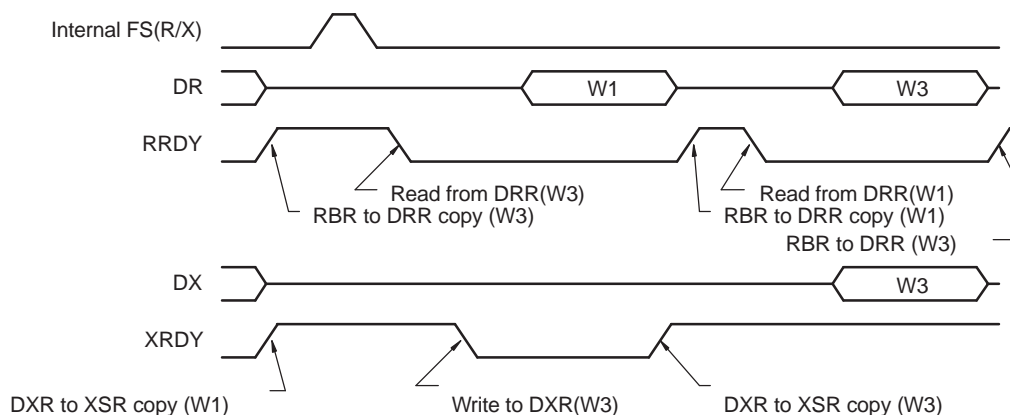 Internal FS(R/X)
DR
W1
W3
RRDY
Read from DRR(W3)
Read from DRR(W1)
RBR to DRR copy (W3)
RBR to DRR copy (W1)
RBR to DRR (W3)
DX
W3
XRDY
DXR to XSR copy (W1)
Write to DXR(W3)
DXR to XSR copy (W3)